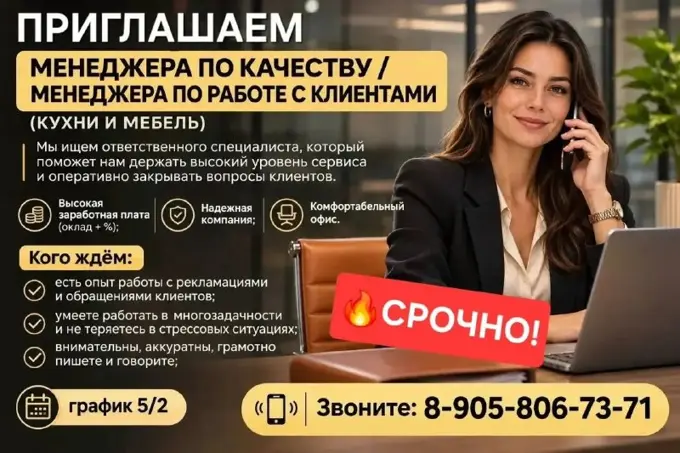 ПРИГЛАШАЕМ
МЕНЕДЖЕРА ПО КАЧЕСТВУ /
МЕНЕДЖЕРА ПО РАБОТЕ С КЛИЕНТАМИ
(КУХНИ И МЕБЕЛЬ)
Мы ищем ответственного специалиста, который
поможет нам держать высокий уровень сервиса
и оперативно закрывать вопросы клиентов.
Высокая
заработная плата
(оклад + %);
Надежная
компания;
Комфортабельный
офис.
Кого ждём:
есть опыт работы с рекламациями
и обращениями клиентов;
умеете работать в многозадачности
и не теряетесь в стрессовых ситуациях;
внимательны, аккуратны, грамотно
пишете и говорите;
СРОЧНО!
график 5/2
Звоните: 8-905-806-73-71